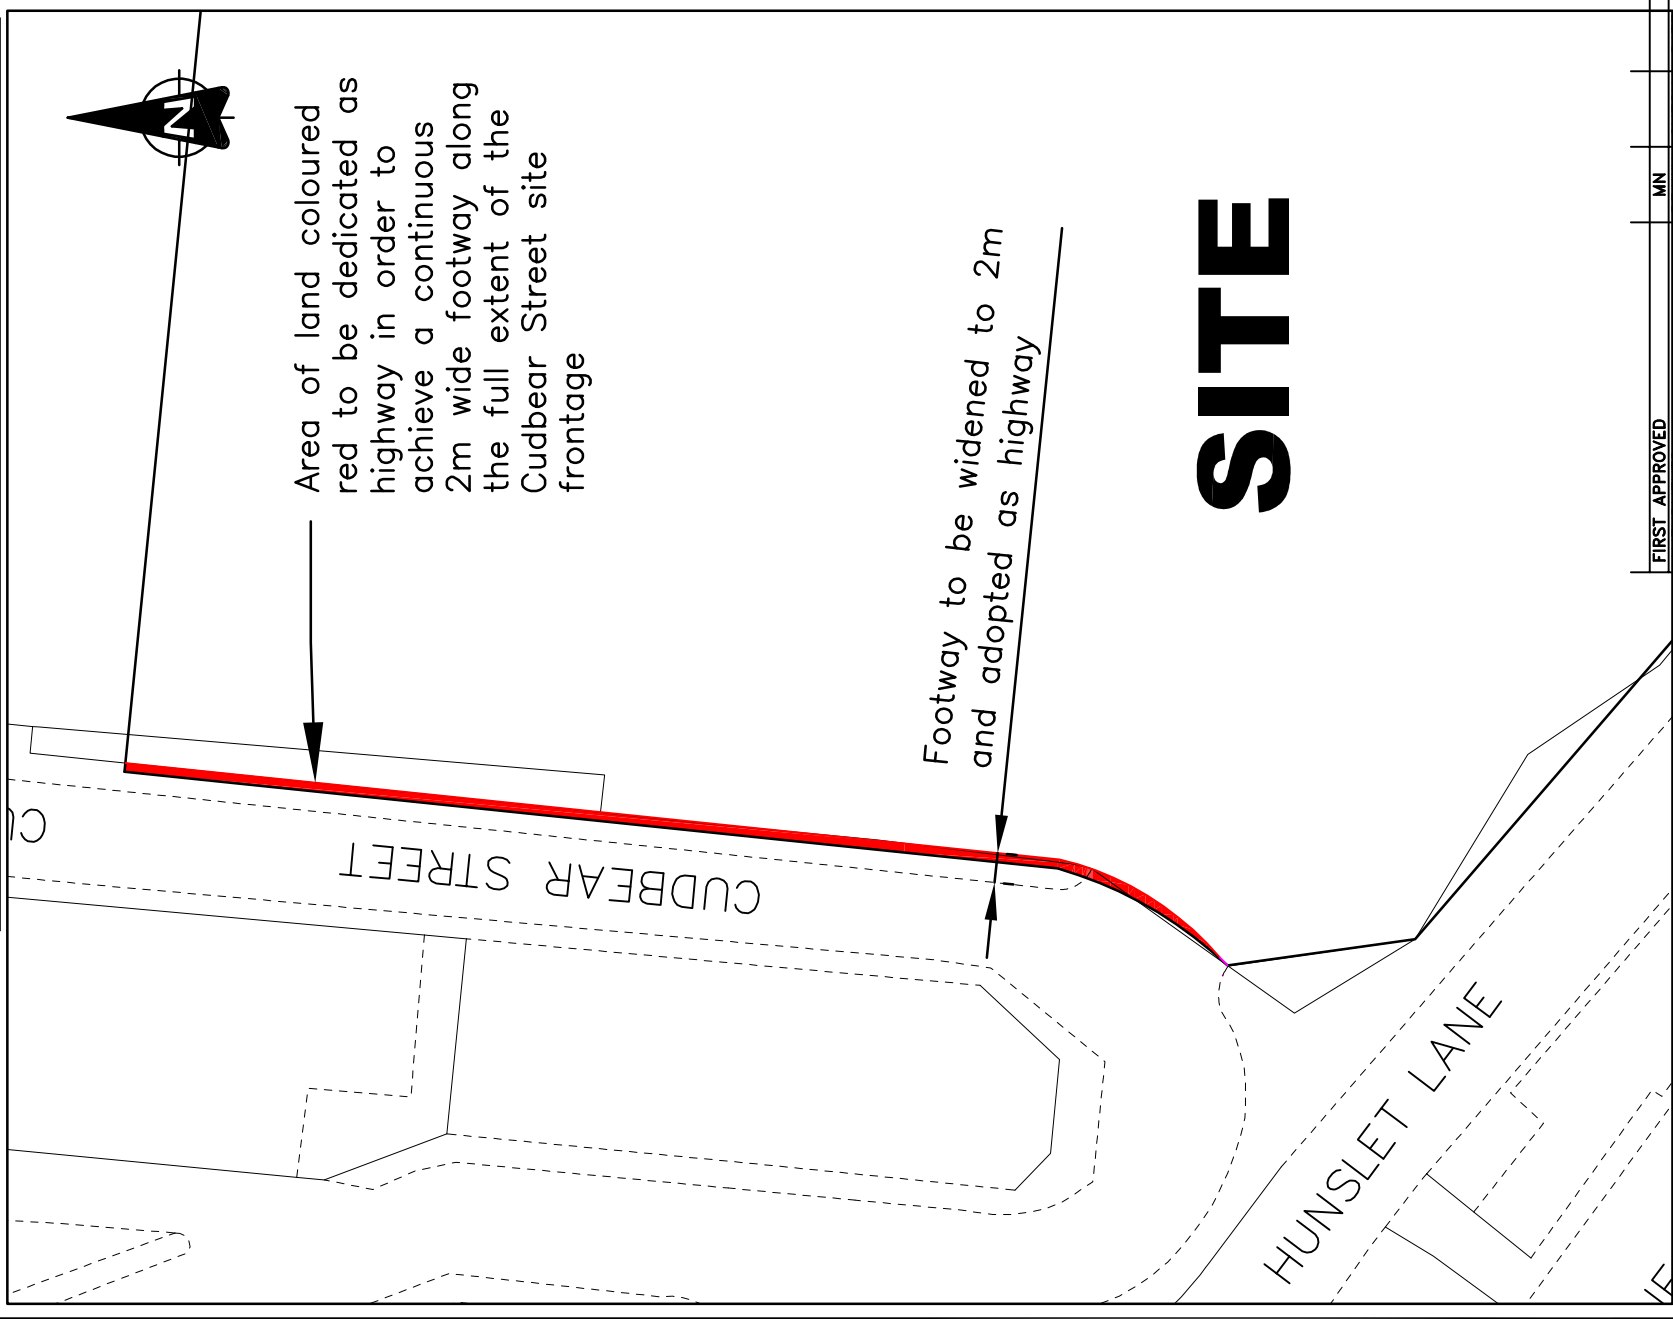 N
Area of land coloured
red to be dedicated as
highway in order to
achieve a continuous
2m wide footway along
the full extent of the
Cudbear Street site
frontage
Footway to be widened to 2m
and adopted as highway
SITE
CUDBEAR STREET
CU
HUNSLET LANE
FIRST APPROVED
MN